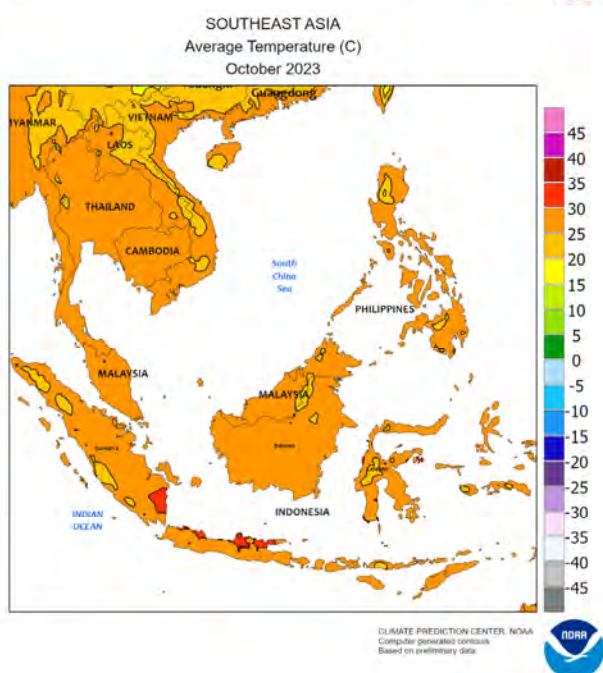 SOUTHEAST ASIA
Average Temperature (C)
October 2023
Guangdong
MYANMAR
VIETNAM
LAOS
THAILAND
CAMBODIA
South
China
Sea
PHILIPPINES
MALAYSIA
MALAYSIA
INDIAN
OCEAN
INDONESIA
45
40
35
30
25
20
15
10
5
0
-5
-10
-15
-20
-25
-30
-35
-40
-45
CLIMATE PREDICTION CENTER, NOAA
Computer generated contours
Based on preliminary data
NOAA